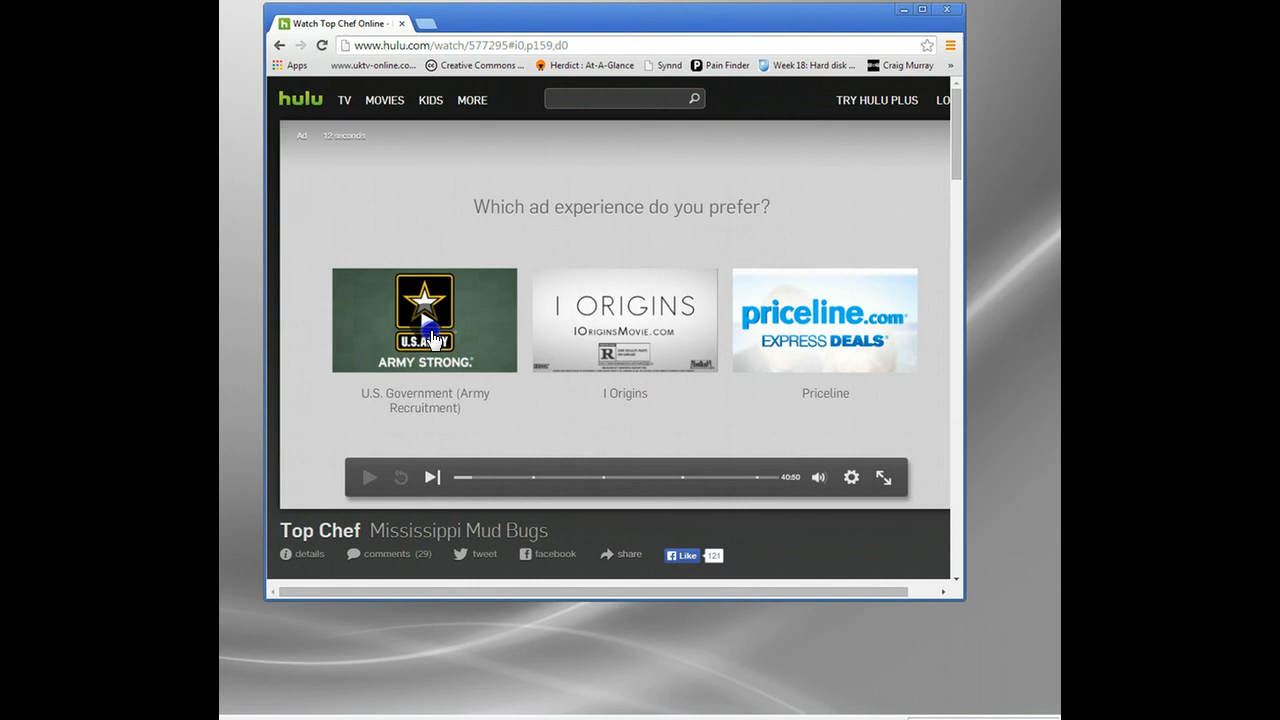 Watch Top Chef Online -
www.hulu.com/watch/577295#i0,p159,d0
Apps www.uktv-online.co... Creative Commons ... Herdict : At-A-Glance Synnd Pain Finder Week 18: Hard disk ... Craig Murray »
hulu TV MOVIES KIDS MORE TRY HULU PLUS LO
Ad 12 seconds
Which ad experience do you prefer?
U.S. ARMY
ARMY STRONG.
I ORIGINS
IORIGINSMOVIE.COM
R
priceline.com
EXPRESS DEALS
U.S. Government (Army
Recruitment)
I Origins
Priceline
40:50
Top Chef Mississippi Mud Bugs
details comments (29) tweet facebook share Like 121